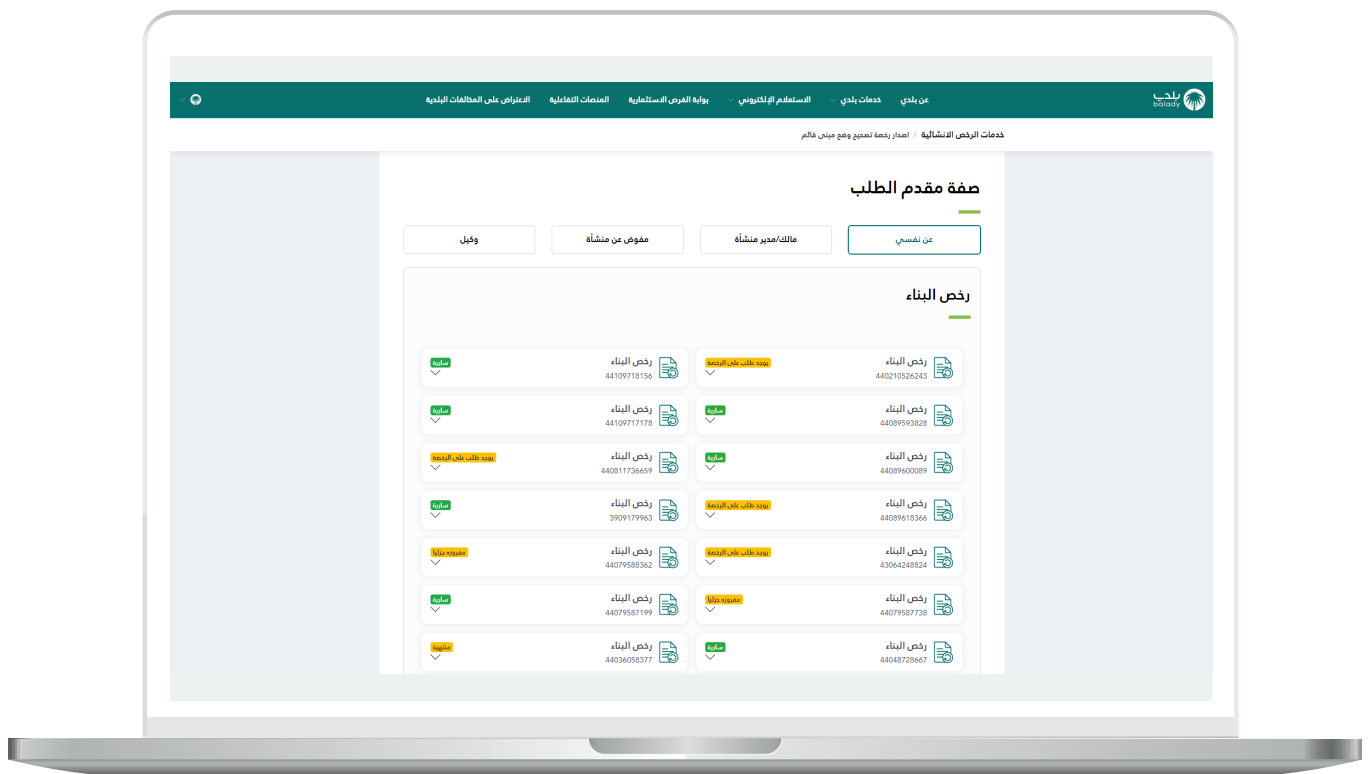 بلدي
balady
عن بلدي خدمات بلدي الاستعلام الإلكتروني بوابة الفرص الاستثمارية المنصات التفاعلية الاعتراض على المخالفات البلدية
خدمات الرخص الانشائية / اصدار رخصة تصحيح وضع مبنى قائم
صفة مقدم الطلب
عن نفسي
مالك/مدير منشأة
مفوض عن منشأة
وكيل
رخص البناء
رخص البناء
440210526243
يوجد طلب على الرخصة
رخص البناء
44109718156
سارية
رخص البناء
44089593828
سارية
رخص البناء
44109717178
سارية
رخص البناء
44089600089
سارية
رخص البناء
440811736659
يوجد طلب على الرخصة
رخص البناء
44089618366
يوجد طلب على الرخصة
رخص البناء
3909179963
سارية
رخص البناء
43064248824
يوجد طلب على الرخصة
رخص البناء
44079588362
مفروزه جزئيا
رخص البناء
44079587738
مفروزه جزئيا
رخص البناء
44079587199
سارية
رخص البناء
44048728667
سارية
رخص البناء
44036058377
منتهية